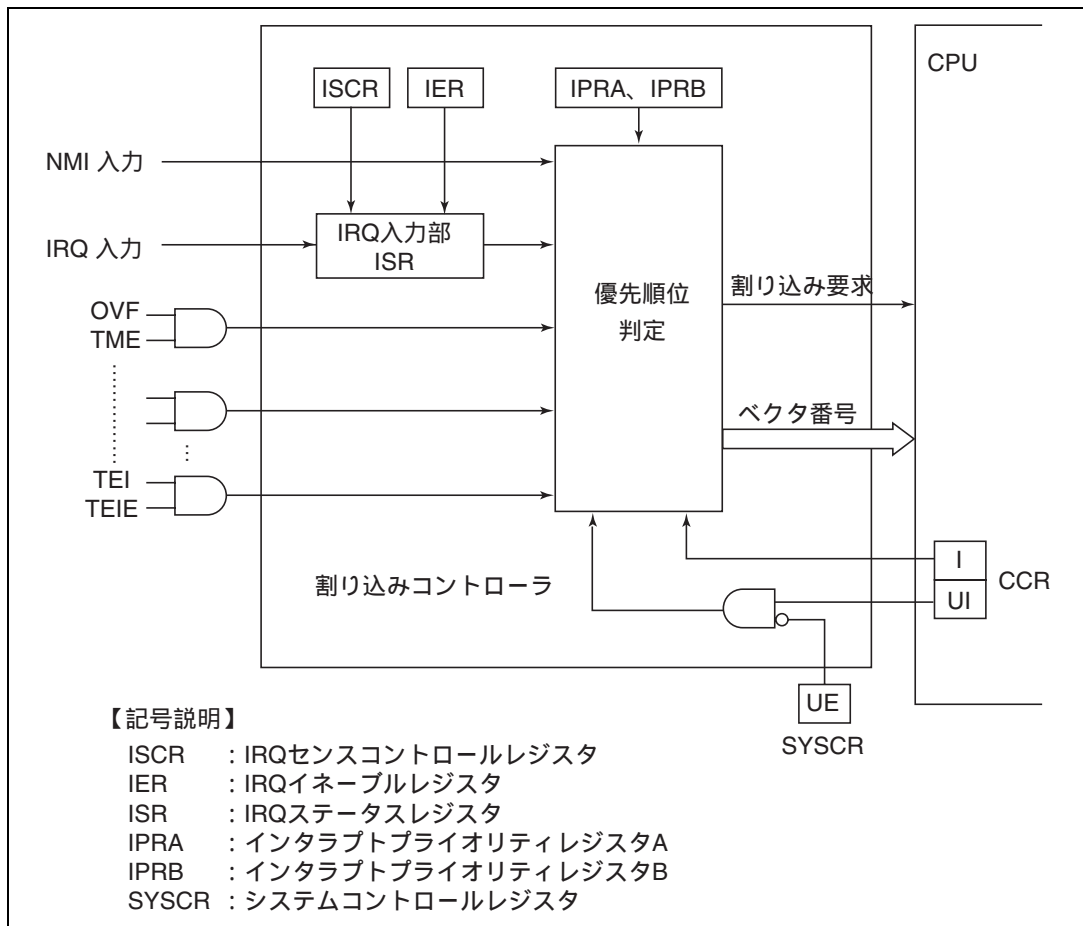 CPU
ISCR
IER
IPRA、IPRB
NMI 入力
IRQ 入力
IRQ入力部
ISR
優先順位
判定
割り込み要求
OVF
TME
ベクタ番号
TEI
TEIE
割り込みコントローラ
I
UI
CCR
UE
SYSCR
【記号説明】
ISCR :IRQセンスコントロールレジスタ
IER :IRQイネーブルレジスタ
ISR :IRQステータスレジスタ
IPRA :インタラプトプライオリティレジスタA
IPRB :インタラプトプライオリティレジスタB
SYSCR :システムコントロールレジスタ